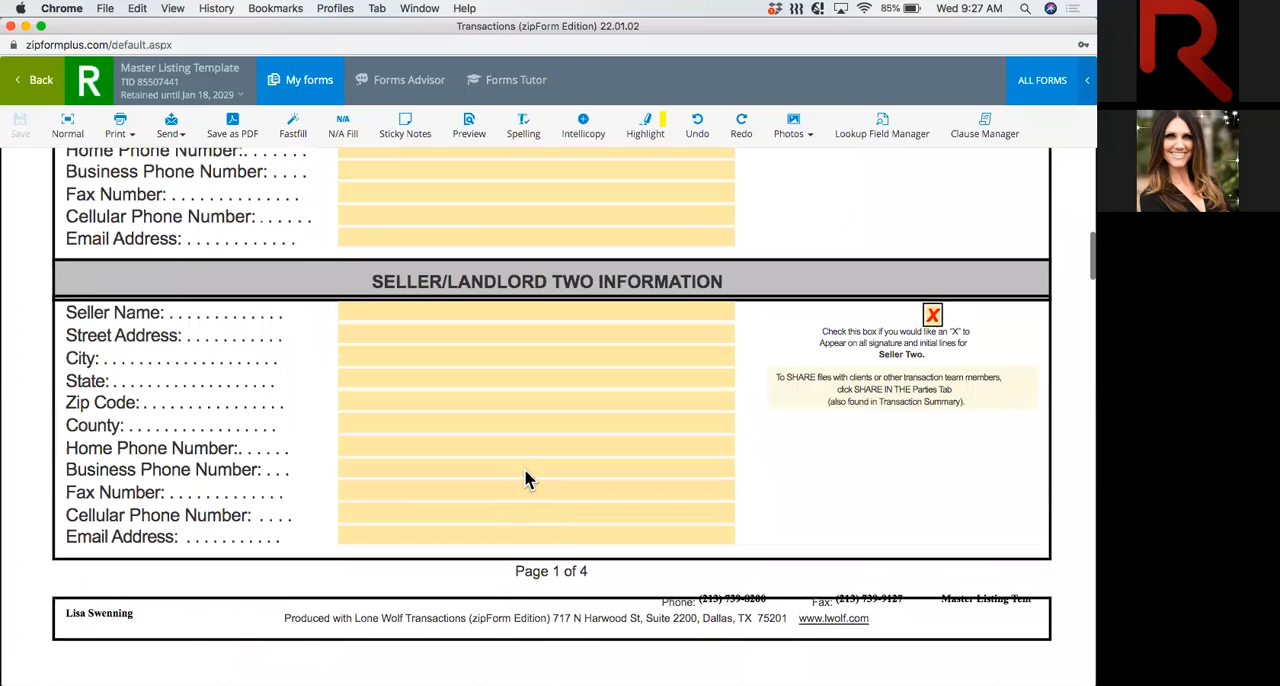 Chrome File Edit View History Bookmarks Profiles Tab Window Help 85% Wed 9:27 AM
Transactions (zipForm Edition) 22.01.02
zipformplus.com/default.aspx
Back R Master Listing Template My forms Forms Advisor Forms Tutor ALL FORMS
TID 85507441
Retained until Jan 18, 2029
N/A
Save Normal Print Send Save as PDF Fastfill N/A Fill Sticky Notes Preview Spelling Intellicopy Highlight Undo Redo Photos Lookup Field Manager Clause Manager
Home Phone Number: . . . . . . .
Business Phone Number: . . . .
Fax Number: . . . . . . . . . . . . . .
Cellular Phone Number: . . . . . .
Email Address: . . . . . . . . . . . .
SELLER/LANDLORD TWO INFORMATION
Seller Name: . . . . . . . . . . . . .
X
Street Address: . . . . . . . . . . .
Check this box if you would like an "X" to
Appear on all signature and initial lines for
Seller Two.
City: . . . . . . . . . . . . . . . . . . . .
State: . . . . . . . . . . . . . . . . . . .
To SHARE files with clients or other transaction team members,
click SHARE IN THE Parties Tab
(also found in Transaction Summary).
Zip Code: . . . . . . . . . . . . . . . .
County: . . . . . . . . . . . . . . . . .
Home Phone Number: . . . . . .
Business Phone Number: . . .
Fax Number: . . . . . . . . . . . . .
Cellular Phone Number: . . . .
Email Address: . . . . . . . . . . .
Page 1 of 4
Phone: (213) 739-8200 Fax: (213) 739-9127 Master Listing Tem
Lisa Swenning
Produced with Lone Wolf Transactions (zipForm Edition) 717 N Harwood St, Suite 2200, Dallas, TX 75201 www.lwolf.com
R